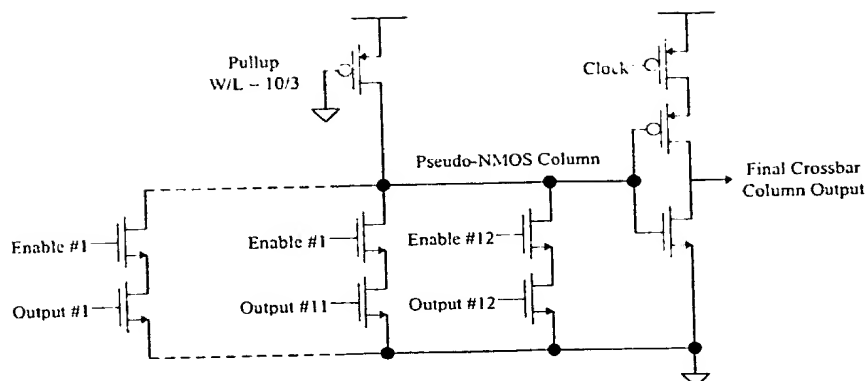 Pullup
W/L – 10/3
Clock
Pseudo-NMOS Column
Final Crossbar
Column Output
Enable #1
Enable #1
Enable #12
Output #1
Output #11
Output #12